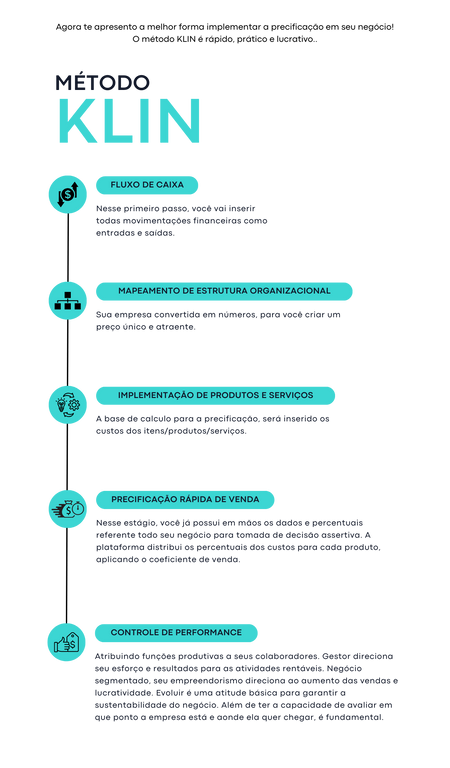 Agora te apresento a melhor forma implementar a precificação em seu negócio!
O método KLIN é rápido, prático e lucrativo..
MÉTODO
KLIN
FLUXO DE CAIXA
Nesse primeiro passo, você vai inserir
todas movimentações financeiras como
entradas e saídas.
MAPEAMENTO DE ESTRUTURA ORGANIZACIONAL
Sua empresa convertida em números, para você criar um
preço único e atraente.
IMPLEMENTAÇÃO DE PRODUTOS E SERVIÇOS
A base de calculo para a precificação, será inserido os
custos dos itens/produtos/serviços.
PRECIFICAÇÃO RÁPIDA DE VENDA
Nesse estágio, você já possui em mãos os dados e percentuais
referente todo seu negócio para tomada de decisão assertiva. A
plataforma distribui os percentuais dos custos para cada produto,
aplicando o coeficiente de venda.
CONTROLE DE PERFORMANCE
Atribuindo funções produtivas a seus colaboradores. Gestor direciona
seu esforço e resultados para as atividades rentáveis. Negócio
segmentado, seu empreendorismo direciona ao aumento das vendas e
lucratividade. Evoluir é uma atitude básica para garantir a
sustentabilidade do negócio. Além de ter a capacidade de avaliar em
que ponto a empresa está e aonde ela quer chegar, é fundamental.